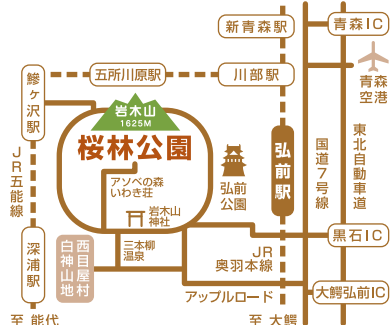 新青森駅
青森IC
五所川原駅
川部駅
青森
空港
鰺ヶ沢駅
岩木山
1625M
桜林公園
アソベの森
いわき荘
岩木山
神社
弘前
公園
弘前駅
国道7号線
東北自動車道
JR五能線
三本柳
温泉
黒石IC
深浦駅
西目屋村
白神山地
JR
奥羽本線
アップルロード
大鰐弘前IC
至 能代
至 大鰐